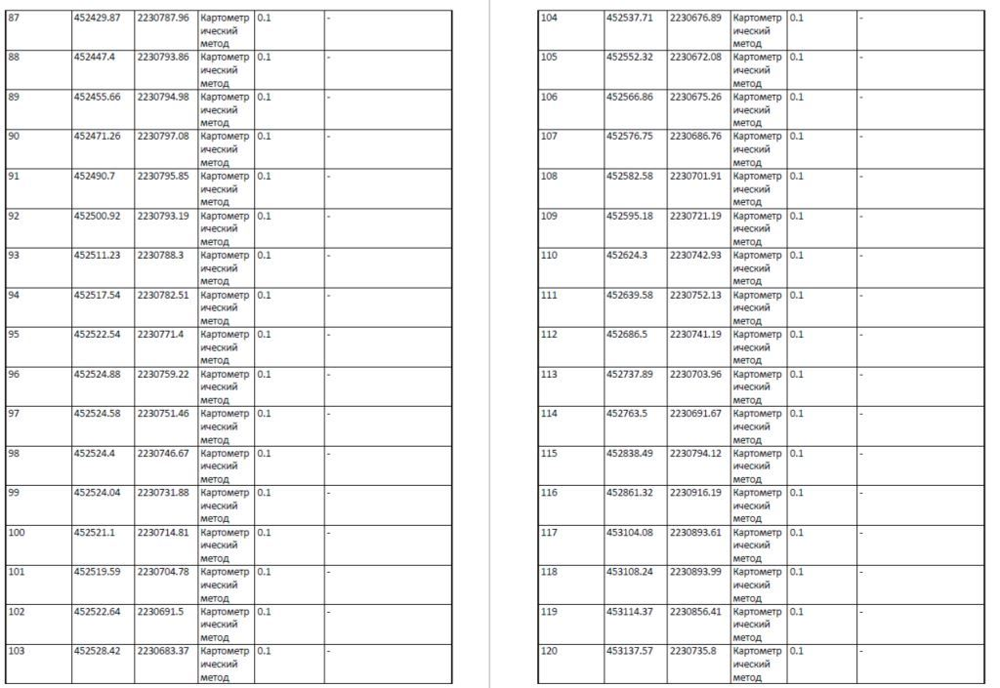 87 452429.87 2230787.96 Картометр 0.1 -
ический
метод
88 452447.4 2230793.86 Картометр 0.1 -
ический
метод
89 452455.66 2230794.98 Картометр 0.1 -
ический
метод
90 452471.26 2230797.08 Картометр 0.1 -
ический
метод
91 452490.7 2230795.85 Картометр 0.1 -
ический
метод
92 452500.92 2230793.19 Картометр 0.1 -
ический
метод
93 452511.23 2230788.3 Картометр 0.1 -
ический
метод
94 452517.54 2230782.51 Картометр 0.1 -
ический
метод
95 452522.54 2230771.4 Картометр 0.1 -
ический
метод
96 452524.88 2230759.22 Картометр 0.1 -
ический
метод
97 452524.58 2230751.46 Картометр 0.1 -
ический
метод
98 452524.4 2230746.67 Картометр 0.1 -
ический
метод
99 452524.04 2230731.88 Картометр 0.1 -
ический
метод
100 452521.1 2230714.81 Картометр 0.1 -
ический
метод
101 452519.59 2230704.78 Картометр 0.1 -
ический
метод
102 452522.64 2230691.5 Картометр 0.1 -
ический
метод
103 452528.42 2230683.37 Картометр 0.1 -
ический
метод
104 452537.71 2230676.89 Картометр 0.1 -
ический
метод
105 452552.32 2230672.08 Картометр 0.1 -
ический
метод
106 452566.86 2230675.26 Картометр 0.1 -
ический
метод
107 452576.75 2230686.76 Картометр 0.1 -
ический
метод
108 452582.58 2230701.91 Картометр 0.1 -
ический
метод
109 452595.18 2230721.19 Картометр 0.1 -
ический
метод
110 452624.3 2230742.93 Картометр 0.1 -
ический
метод
111 452639.58 2230752.13 Картометр 0.1 -
ический
метод
112 452686.5 2230741.19 Картометр 0.1 -
ический
метод
113 452737.89 2230703.96 Картометр 0.1 -
ический
метод
114 452763.5 2230691.67 Картометр 0.1 -
ический
метод
115 452838.49 2230794.12 Картометр 0.1 -
ический
метод
116 452861.32 2230916.19 Картометр 0.1 -
ический
метод
117 453104.08 2230893.61 Картометр 0.1 -
ический
метод
118 453108.24 2230893.99 Картометр 0.1 -
ический
метод
119 453114.37 2230856.41 Картометр 0.1 -
ический
метод
120 453137.57 2230735.8 Картометр 0.1 -
ический
метод